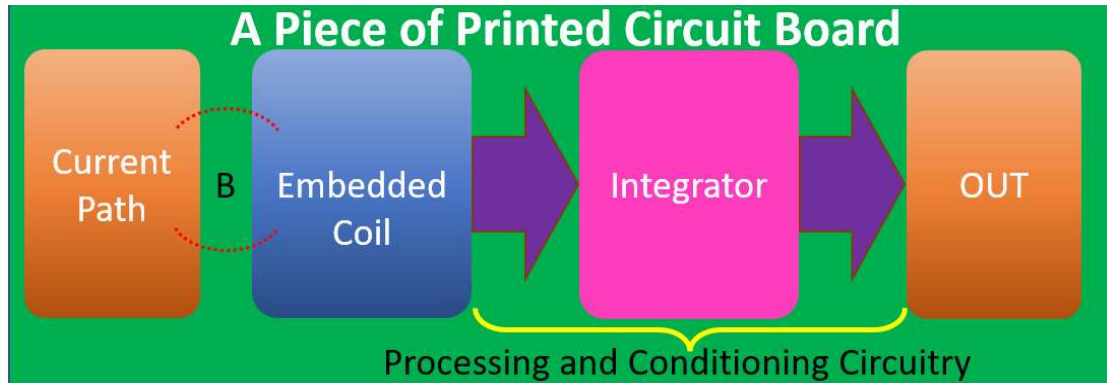 A Piece of Printed Circuit Board
Current
Path
B
Embedded
Coil
Integrator
OUT
Processing and Conditioning Circuitry